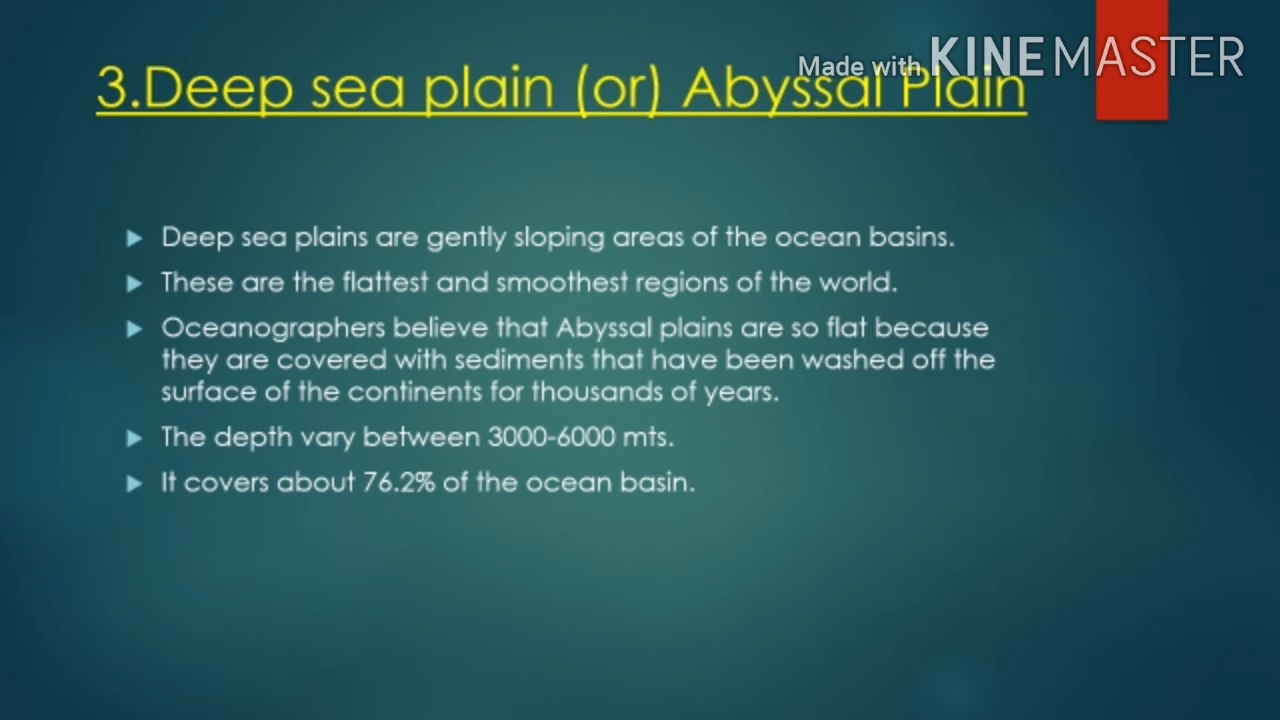 Made with KINEMASTER
3.Deep sea plain (or) Abyssal Plain
Deep sea plains are gently sloping areas of the ocean basins.
These are the flattest and smoothest regions of the world.
Oceanographers believe that Abyssal plains are so flat because
they are covered with sediments that have been washed off the
surface of the continents for thousands of years.
The depth vary between 3000-6000 mts.
It covers about 76.2% of the ocean basin.